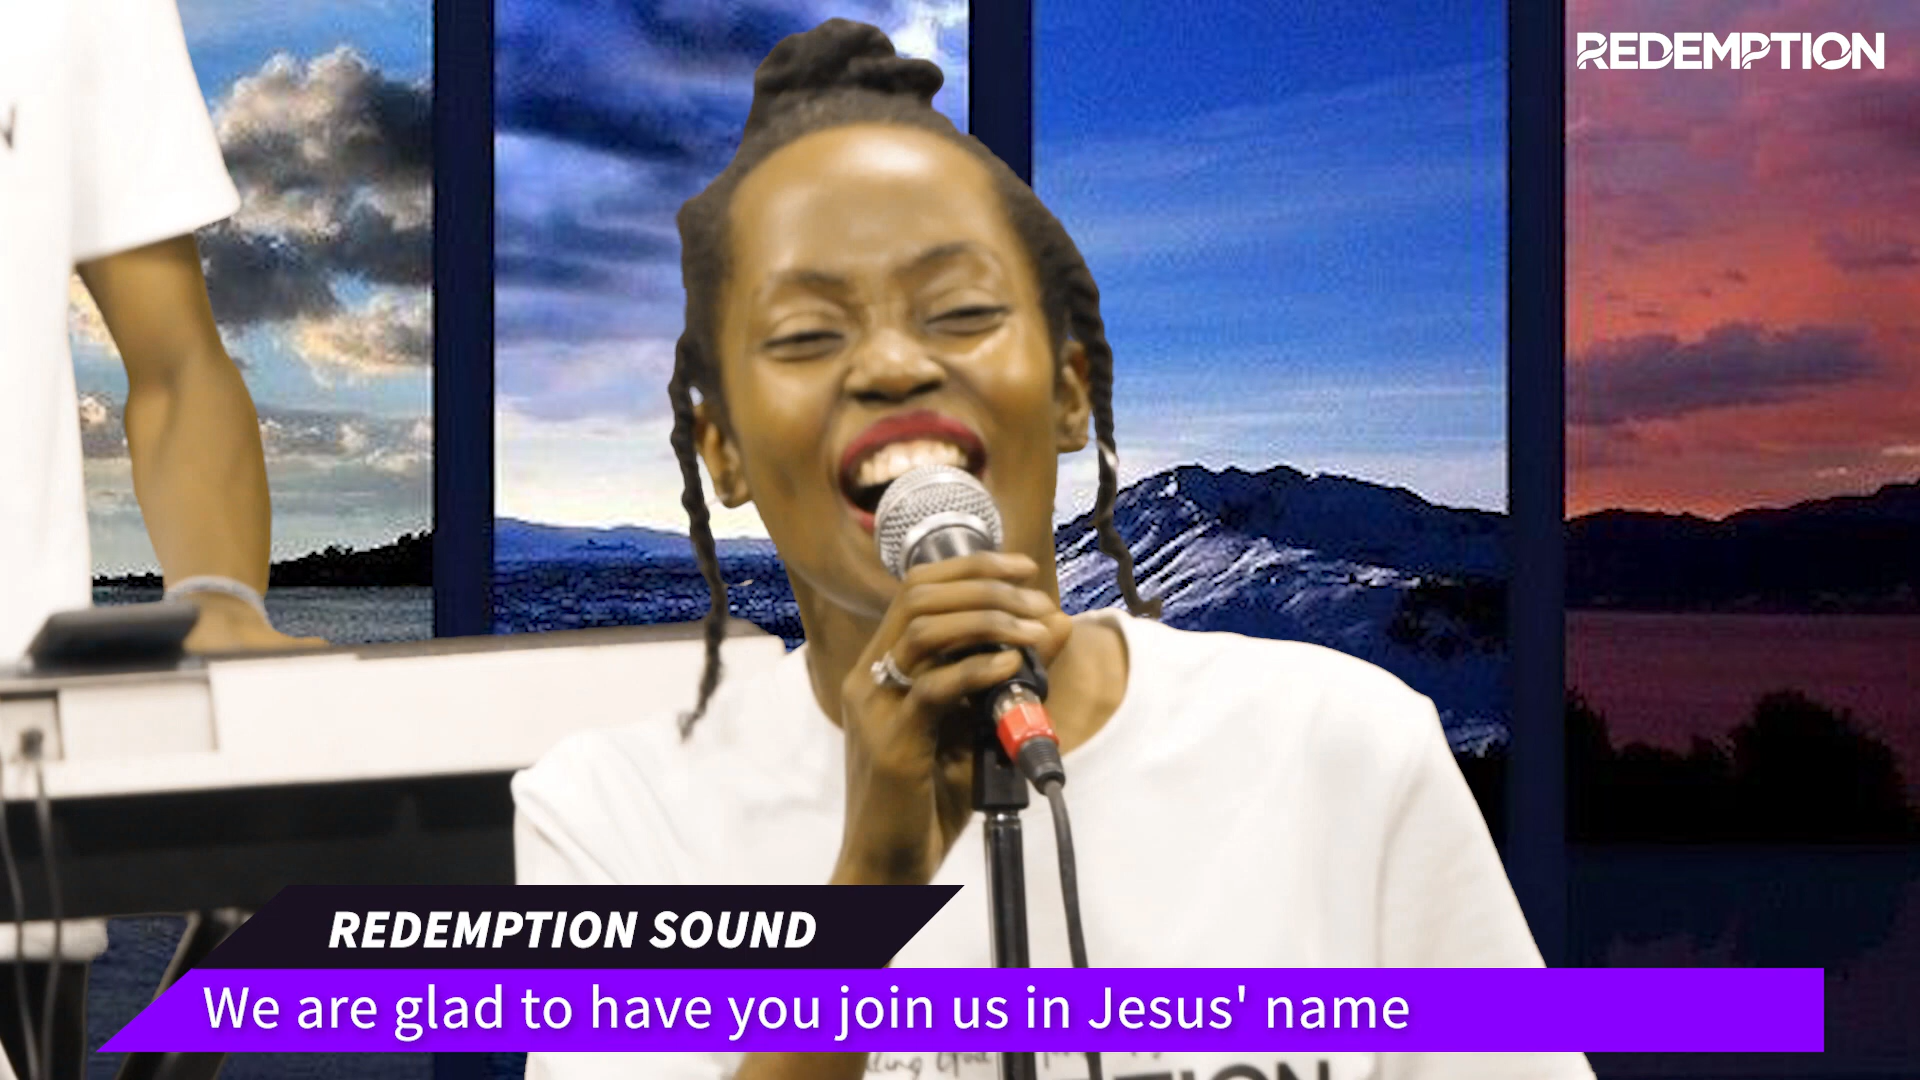 REDEMPTION
REDEMPTION SOUND
We are glad to have you join us in Jesus' name